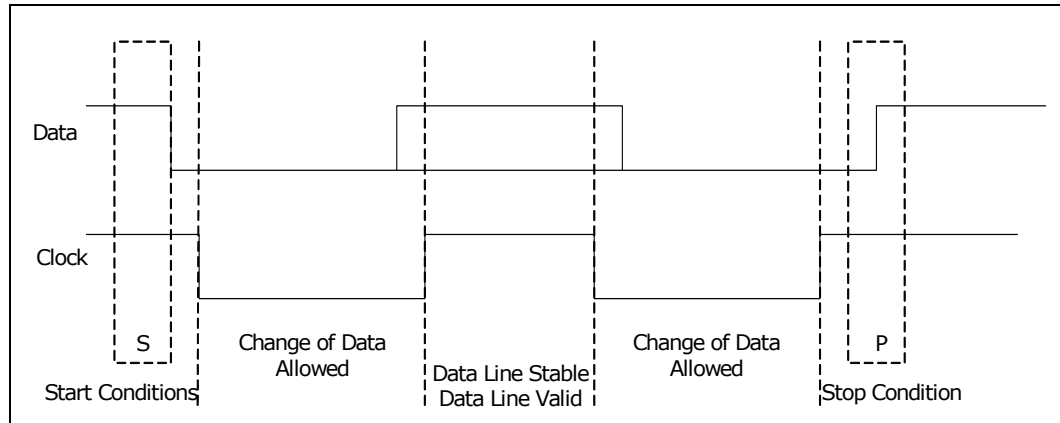 Data
Clock
S
Change of Data
Allowed
Data Line Stable
Data Line Valid
Change of Data
Allowed
P
Start Conditions
Stop Condition